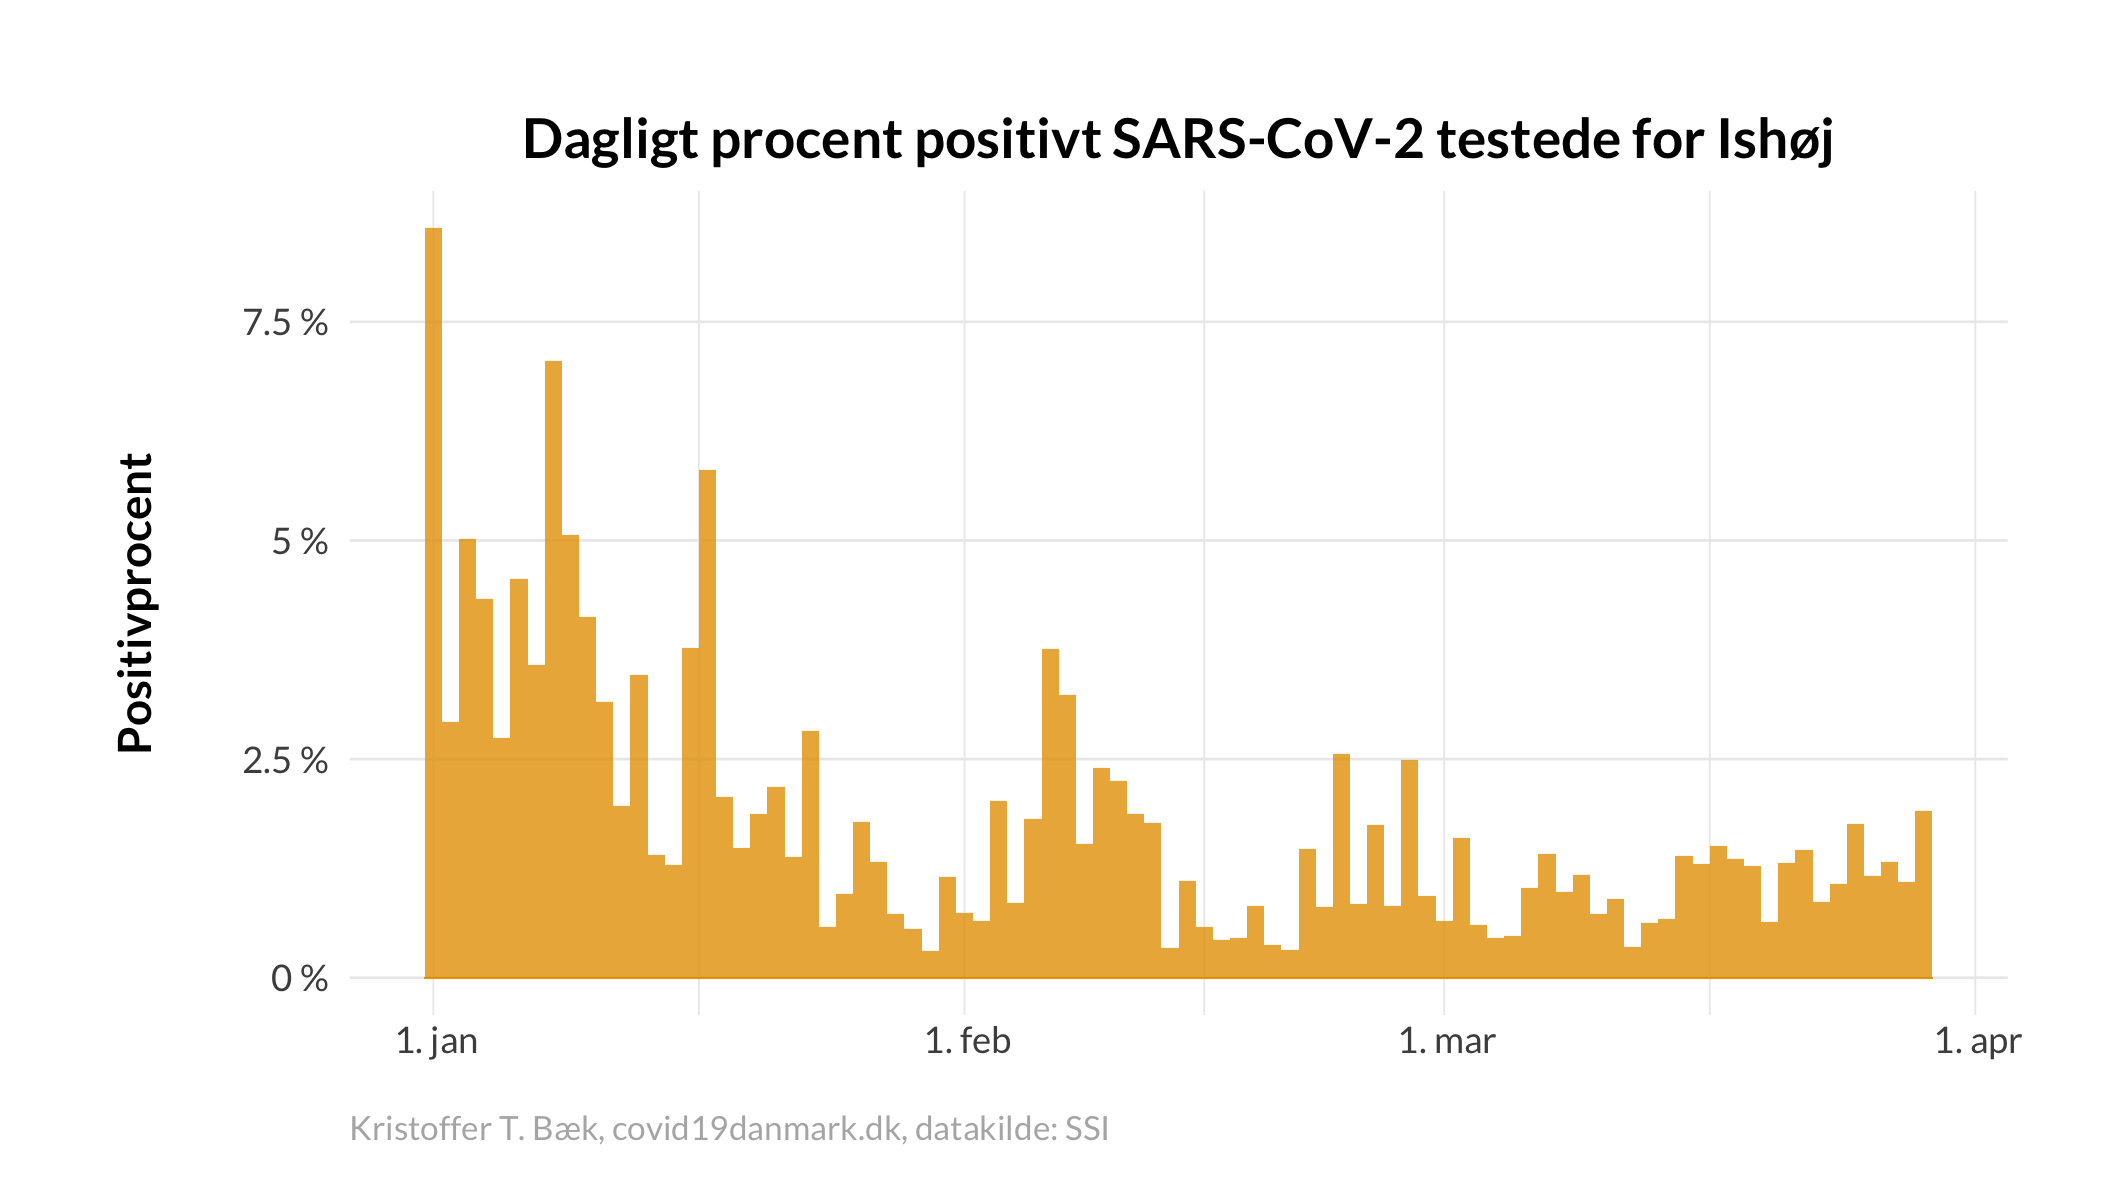 Dagligt procent positivt SARS-CoV-2 testede for Ishøj
Positivprocent
7.5 %
5 %
2.5 %
0 %
1. jan
1. feb
1. mar
1. apr
Kristoffer T. Bæk, covid19danmark.dk, datakilde: SSI